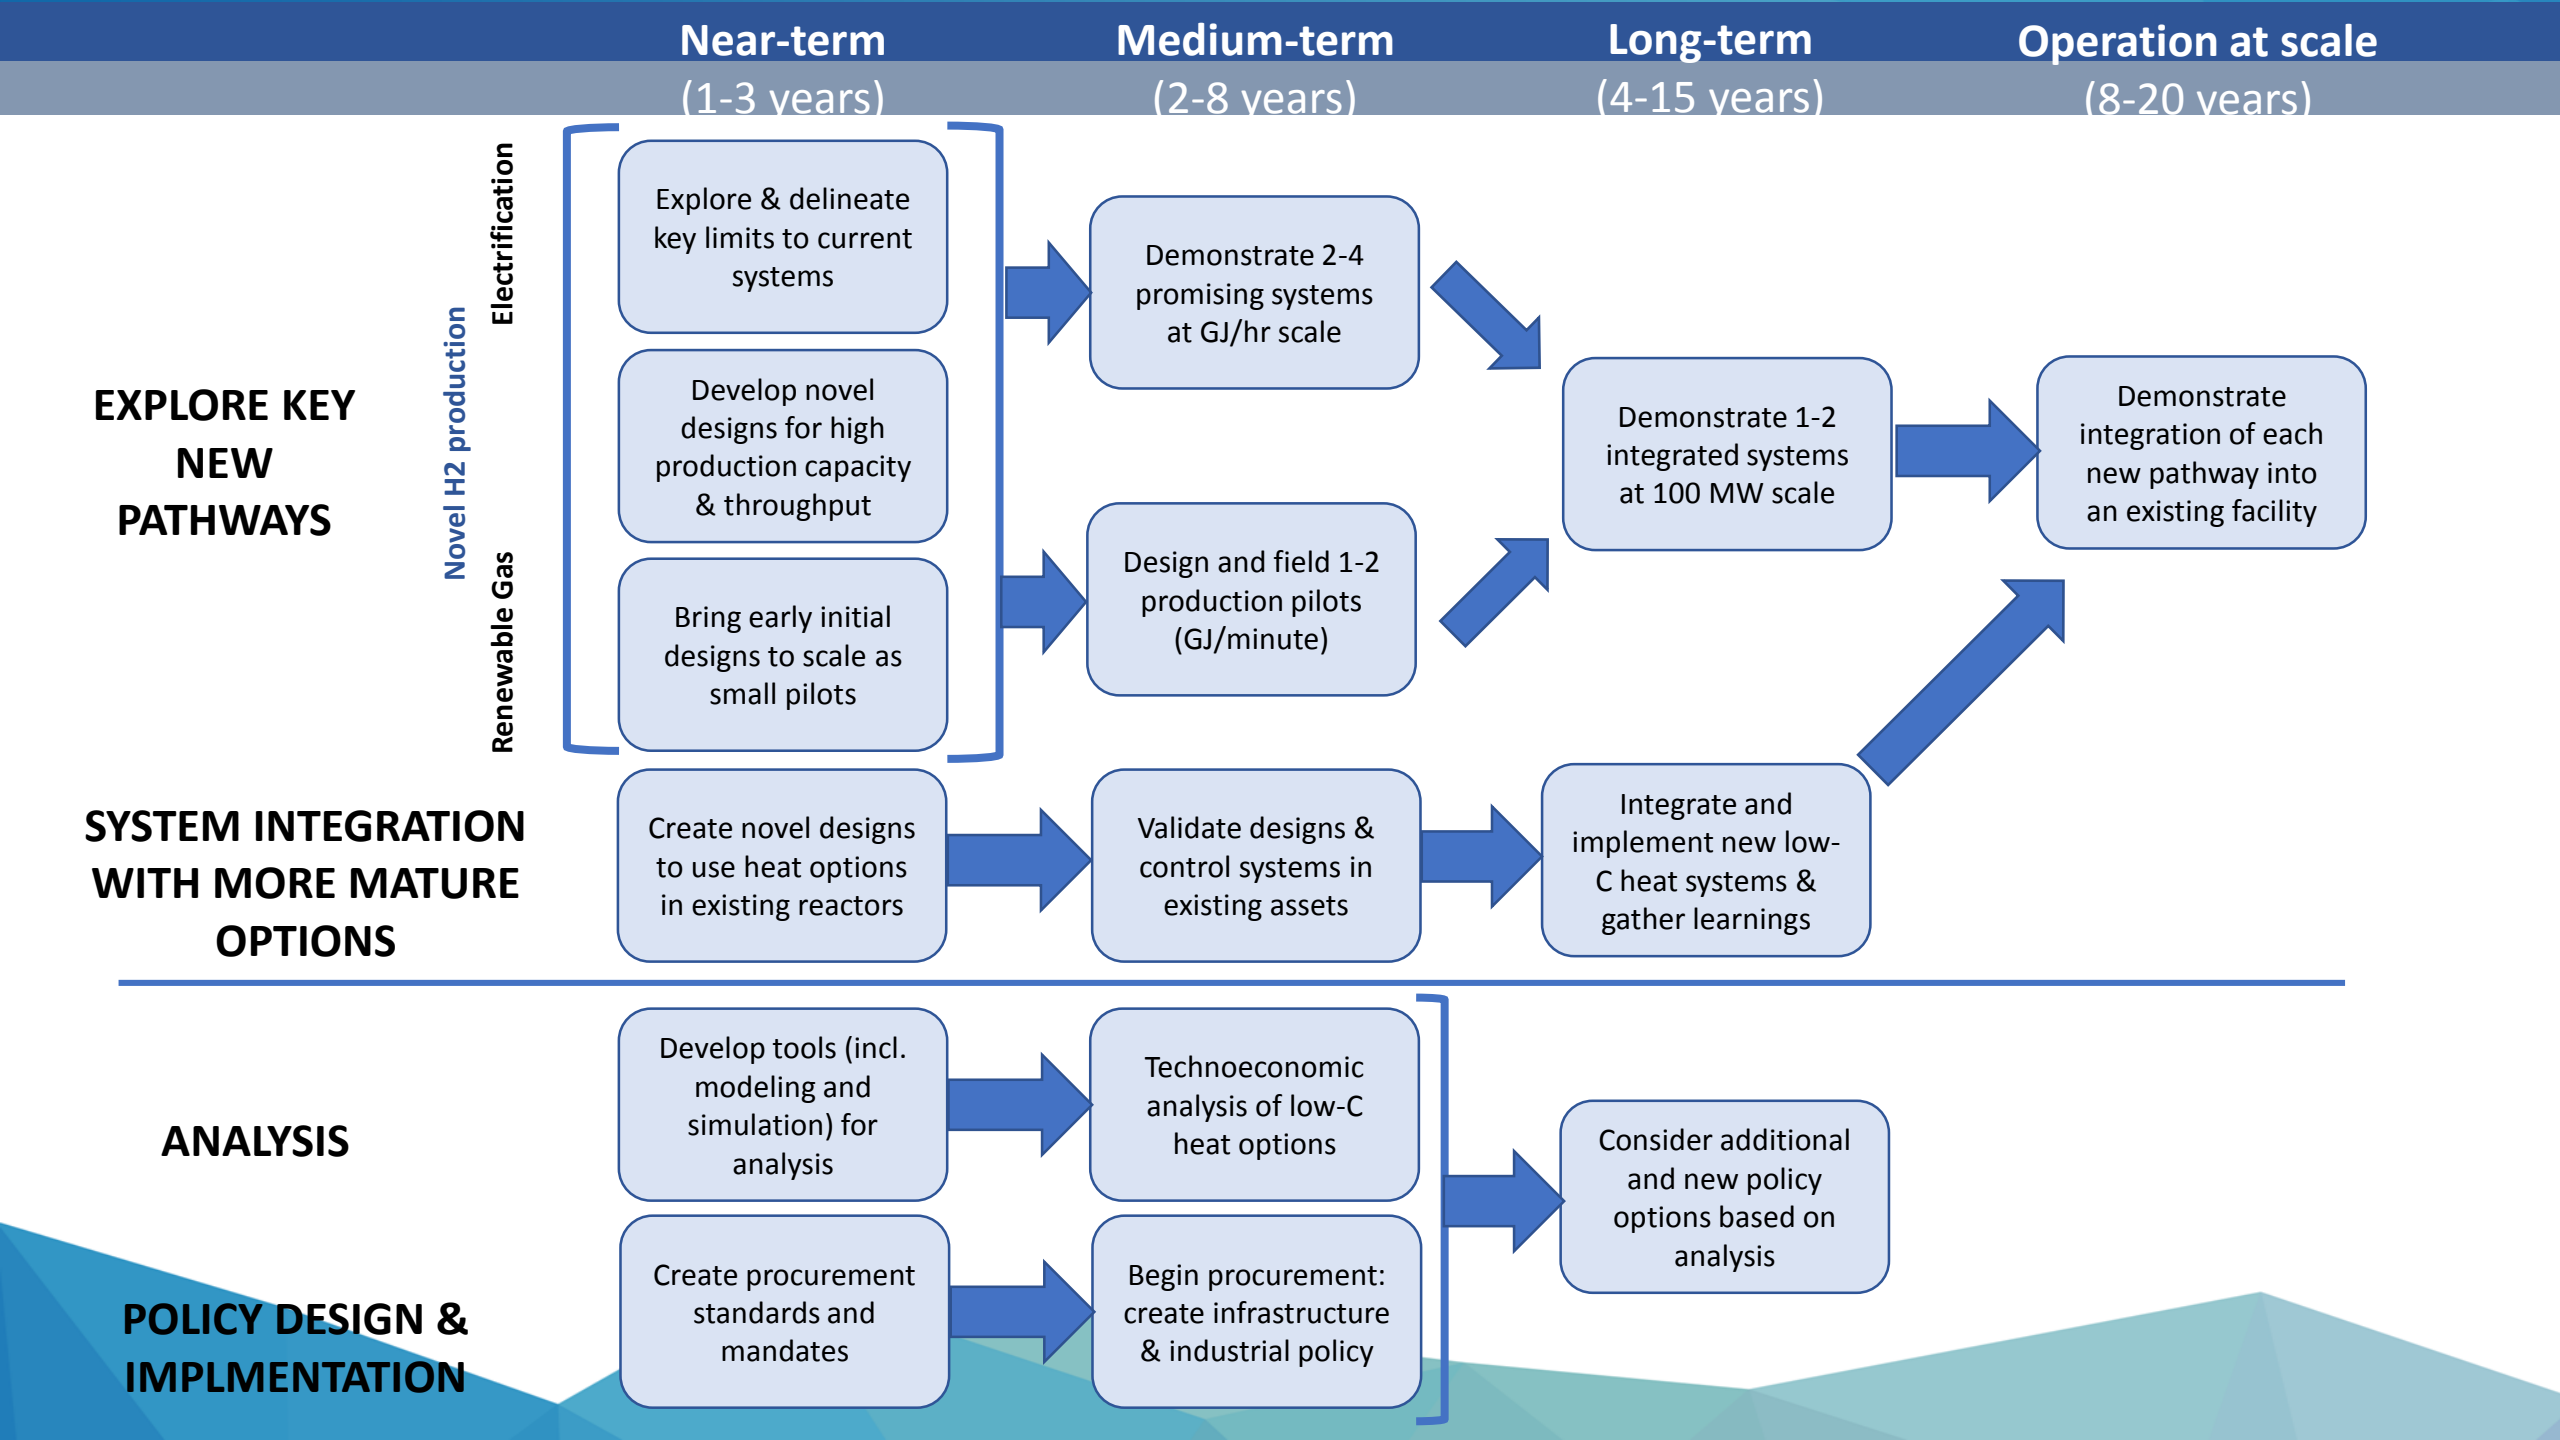 Near-term
(1-3 years)
Medium-term
(2-8 years)
Long-term
(4-15 years)
Operation at scale
(8-20 years)
EXPLORE KEY
NEW
PATHWAYS
Novel H2 production
Electrification
Renewable Gas
Explore & delineate
key limits to current
systems
Develop novel
designs for high
production capacity
& throughput
Bring early initial
designs to scale as
small pilots
Demonstrate 2-4
promising systems
at GJ/hr scale
Design and field 1-2
production pilots
(GJ/minute)
Demonstrate 1-2
integrated systems
at 100 MW scale
Demonstrate
integration of each
new pathway into
an existing facility
SYSTEM INTEGRATION
WITH MORE MATURE
OPTIONS
Create novel designs
to use heat options
in existing reactors
Validate designs &
control systems in
existing assets
Integrate and
implement new low-
C heat systems &
gather learnings
ANALYSIS
Develop tools (incl.
modeling and
simulation) for
analysis
Technoeconomic
analysis of low-C
heat options
Consider additional
and new policy
options based on
analysis
POLICY DESIGN &
IMPLMENTATION
Create procurement
standards and
mandates
Begin procurement:
create infrastructure
& industrial policy